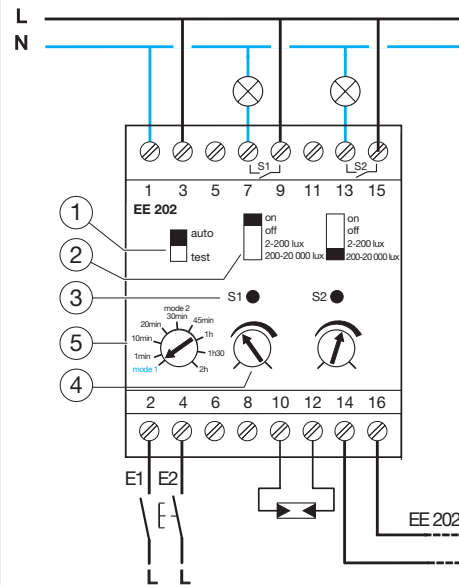 L
N
S1 S2
1 3 5 7 9 11 13 15
EE 202
1
auto
test
2
on
off
2-200 lux
200-20 000 lux
on
off
2-200 lux
200-20 000 lux
3
S1 S2
5
mode 1
1min
10min
20min
mode 2
30min
45min
1h
1h30
2h
4
2 4 6 8 10 12 14 16
E1 E2
EE 202
L L